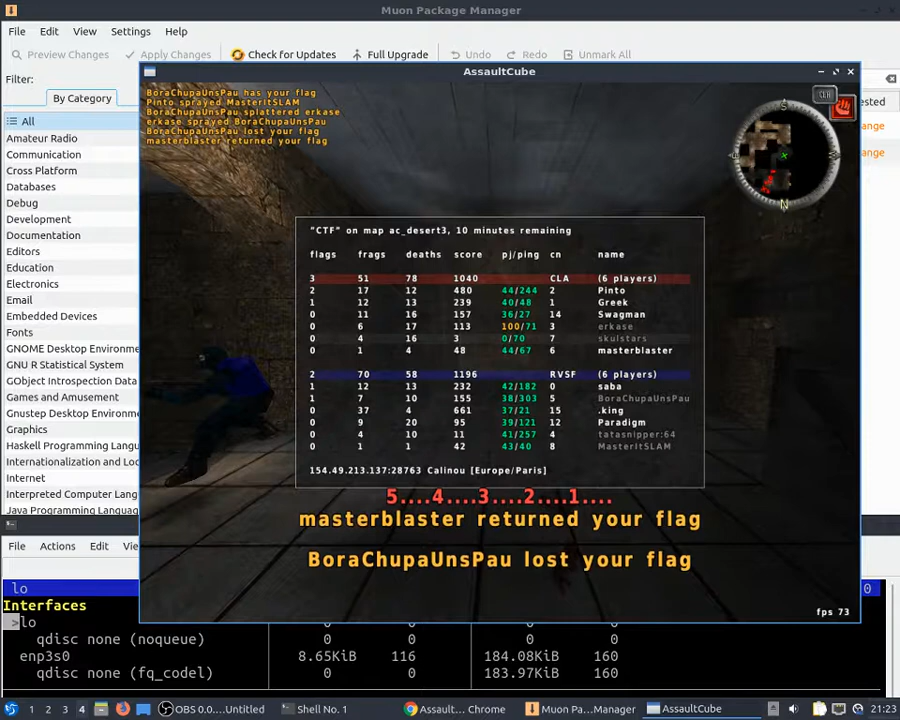 Muon Package Manager
File Edit View Settings Help
Preview Changes Apply Changes Check for Updates Full Upgrade Undo Redo Unmark All
Filter:
By Category
All
Amateur Radio
Communication
Cross Platform
Databases
Debug
Development
Documentation
Editors
Education
Electronics
Email
Embedded Devices
Fonts
GNOME Desktop Environ
GNU R Statistical System
GObject Introspection Data
Games and Amusement
Gnustep Desktop Environ
Graphics
Haskell Programming Langu
Internationalization and Loc
Internet
Interpreted Computer Lang
Java Programming Language
AssaultCube
BoraChupaUnsPau has your flag
Pinto sprayed MasterItSLAM
BoraChupaUnsPau splattered erkase
erkase sprayed BoraChupaUnsPau
BoraChupaUnsPau lost your flag
masterblaster returned your flag
CLA
S
N
"CTF" on map ac_desert3, 10 minutes remaining
flags frags deaths score pj/ping cn name
3 51 78 1040 CLA (6 players)
2 17 12 480 44/244 2 Pinto
1 12 13 239 40/48 1 Greek
0 11 16 157 36/27 14 Swagman
0 6 17 113 100/71 3 erkase
0 4 16 3 0/70 7 skulstars
0 1 4 48 44/67 6 masterblaster
2 70 58 1196 RVSF (6 players)
1 12 13 232 42/182 0 saba
1 7 10 155 38/303 5 BoraChupaUnsPau
0 37 4 661 37/21 15 .king
0 9 20 95 39/121 12 Paradigm
0 4 10 11 41/257 4 tatasnipper:64
0 1 1 42 43/40 8 MasterItSLAM
154.49.213.137:28763 Calinou [Europe/Paris]
5....4....3....2....1....
masterblaster returned your flag
BoraChupaUnsPau lost your flag
fps 73
ested
ange
ange
File Actions Edit Vie
lo 0
Interfaces
>lo 0 0 0 0
qdisc none (noqueue) 0 0 0 0
enp3s0 8.65KiB 116 184.08KiB 160
qdisc none (fq_codel) 0 0 183.97KiB 160
1 2 3 4 OBS 0.0....Untitled Shell No. 1 Assault... Chrome Muon Pa...Manager AssaultCube 21:23